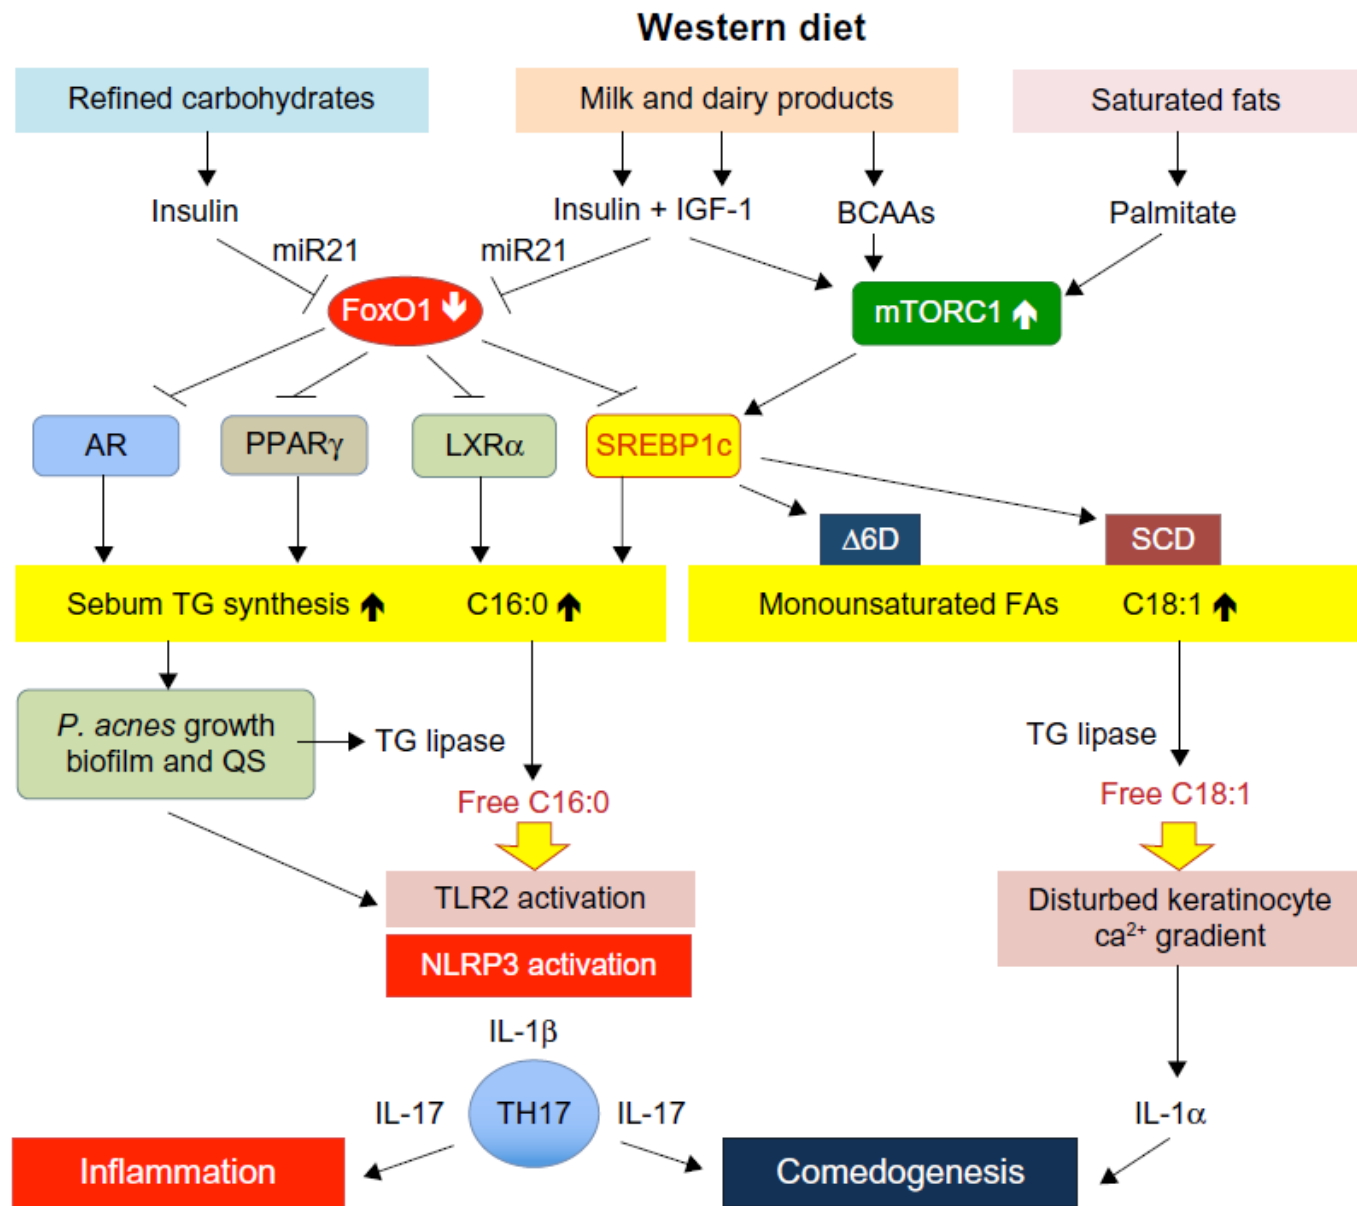 Western diet
Refined carbohydrates
Milk and dairy products
Saturated fats
Insulin
Insulin + IGF-1
BCAAs
Palmitate
miR21
miR21
FoxO1
mTORC1
AR
PPARγ
LXRα
SREBP1c
Δ6D
SCD
Sebum TG synthesis
C16:0
Monounsaturated FAs
C18:1
P. acnes growth
biofilm and QS
TG lipase
TG lipase
Free C16:0
Free C18:1
TLR2 activation
NLRP3 activation
Disturbed keratinocyte
ca²⁺ gradient
IL-1β
IL-17
TH17
IL-17
IL-1α
Inflammation
Comedogenesis